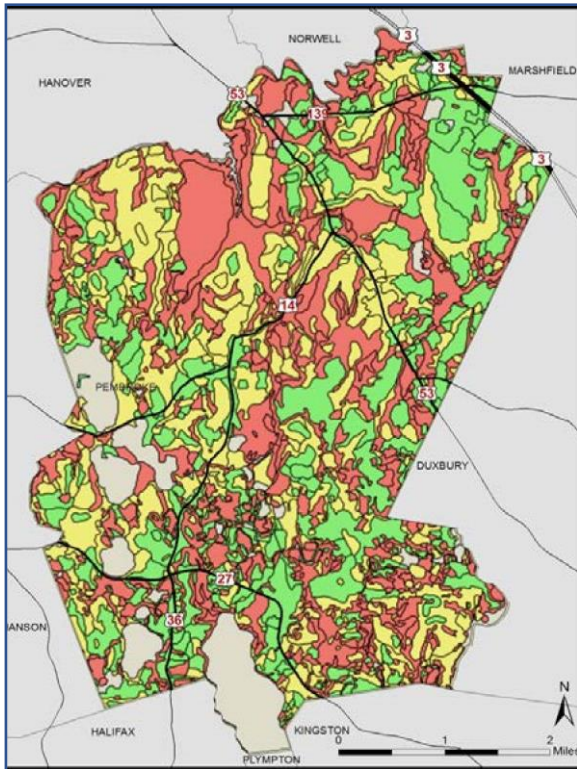 NORWELL
3
HANOVER
3
MARSHFIELD
53
139
3
14
PEMBROKE
53
DUXBURY
27
HANSON
36
N
HALIFAX
KINGSTON
0 1 2
Miles
PLYMPTON